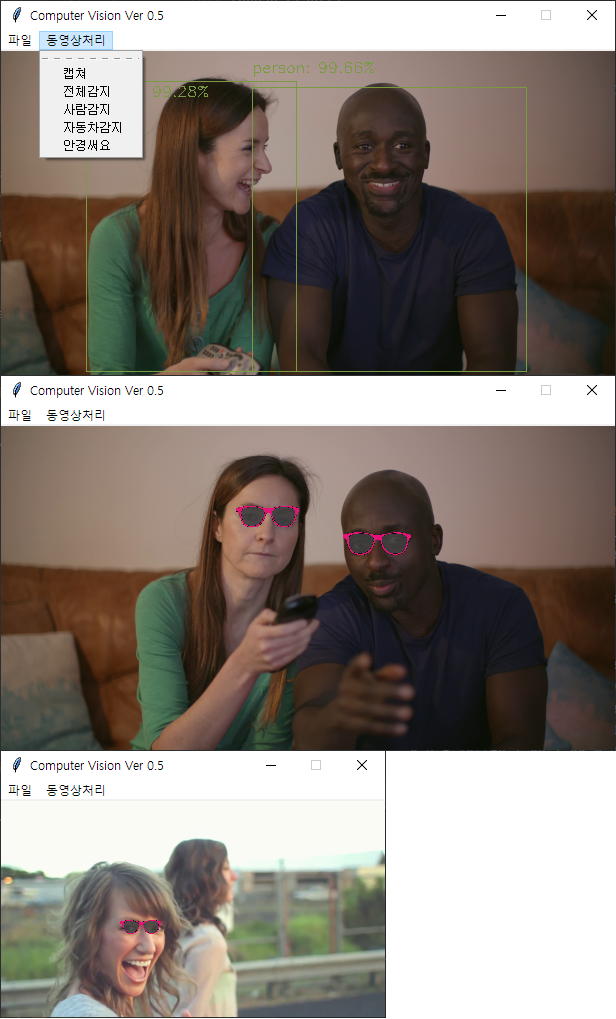 Computer Vision Ver 0.5
파일 동영상처리
캡쳐
전체감지
사람감지
자동차감지
안경써요
person: 99.66%
99.28%
Computer Vision Ver 0.5
파일 동영상처리
Computer Vision Ver 0.5
파일 동영상처리